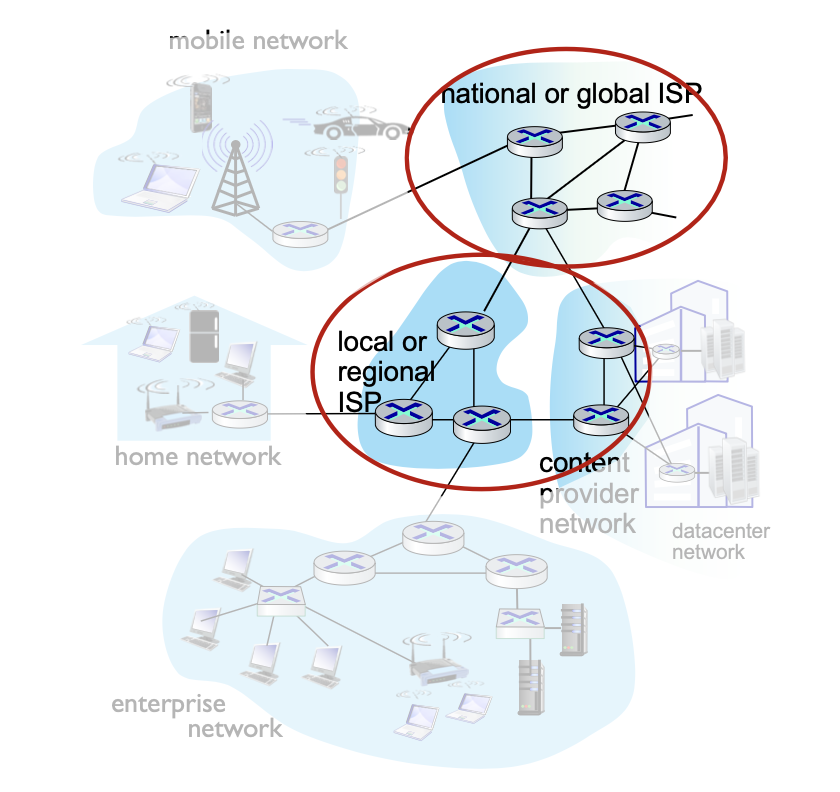 mobile network
national or global ISP
local or
regional
ISP
home network
content
provider
network
datacenter
network
enterprise
network